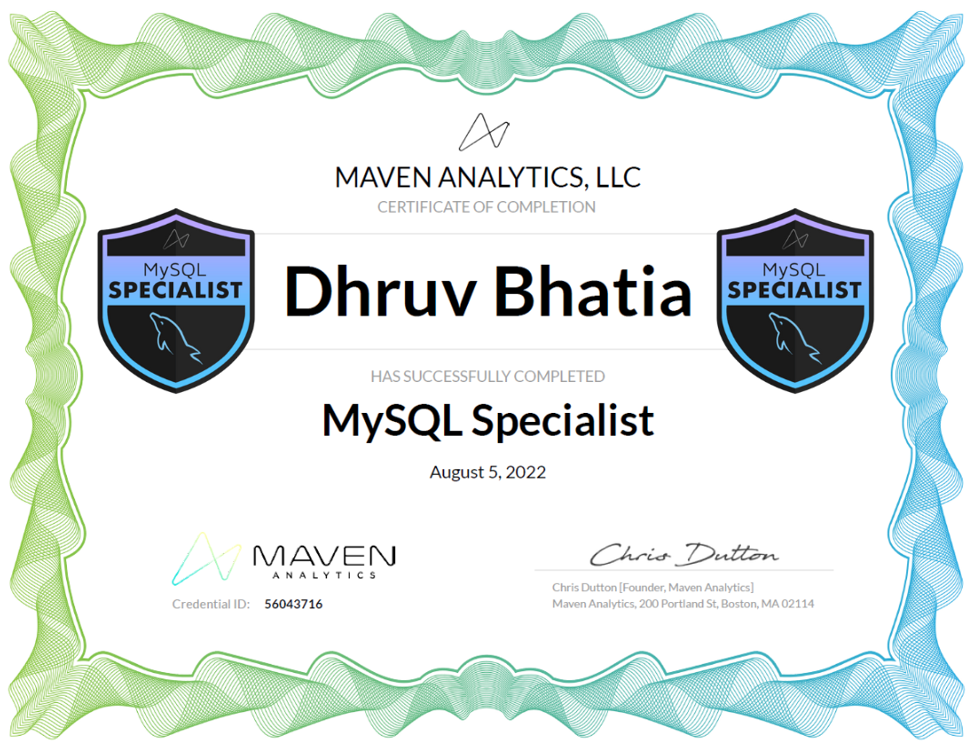 MAVEN ANALYTICS, LLC
CERTIFICATE OF COMPLETION
MySQL
SPECIALIST
Dhruv Bhatia
MySQL
SPECIALIST
HAS SUCCESSFULLY COMPLETED
MySQL Specialist
August 5, 2022
MAVEN
ANALYTICS
Credential ID: 56043716
Chris Dutton
Chris Dutton [Founder, Maven Analytics]
Maven Analytics, 200 Portland St, Boston, MA 02114